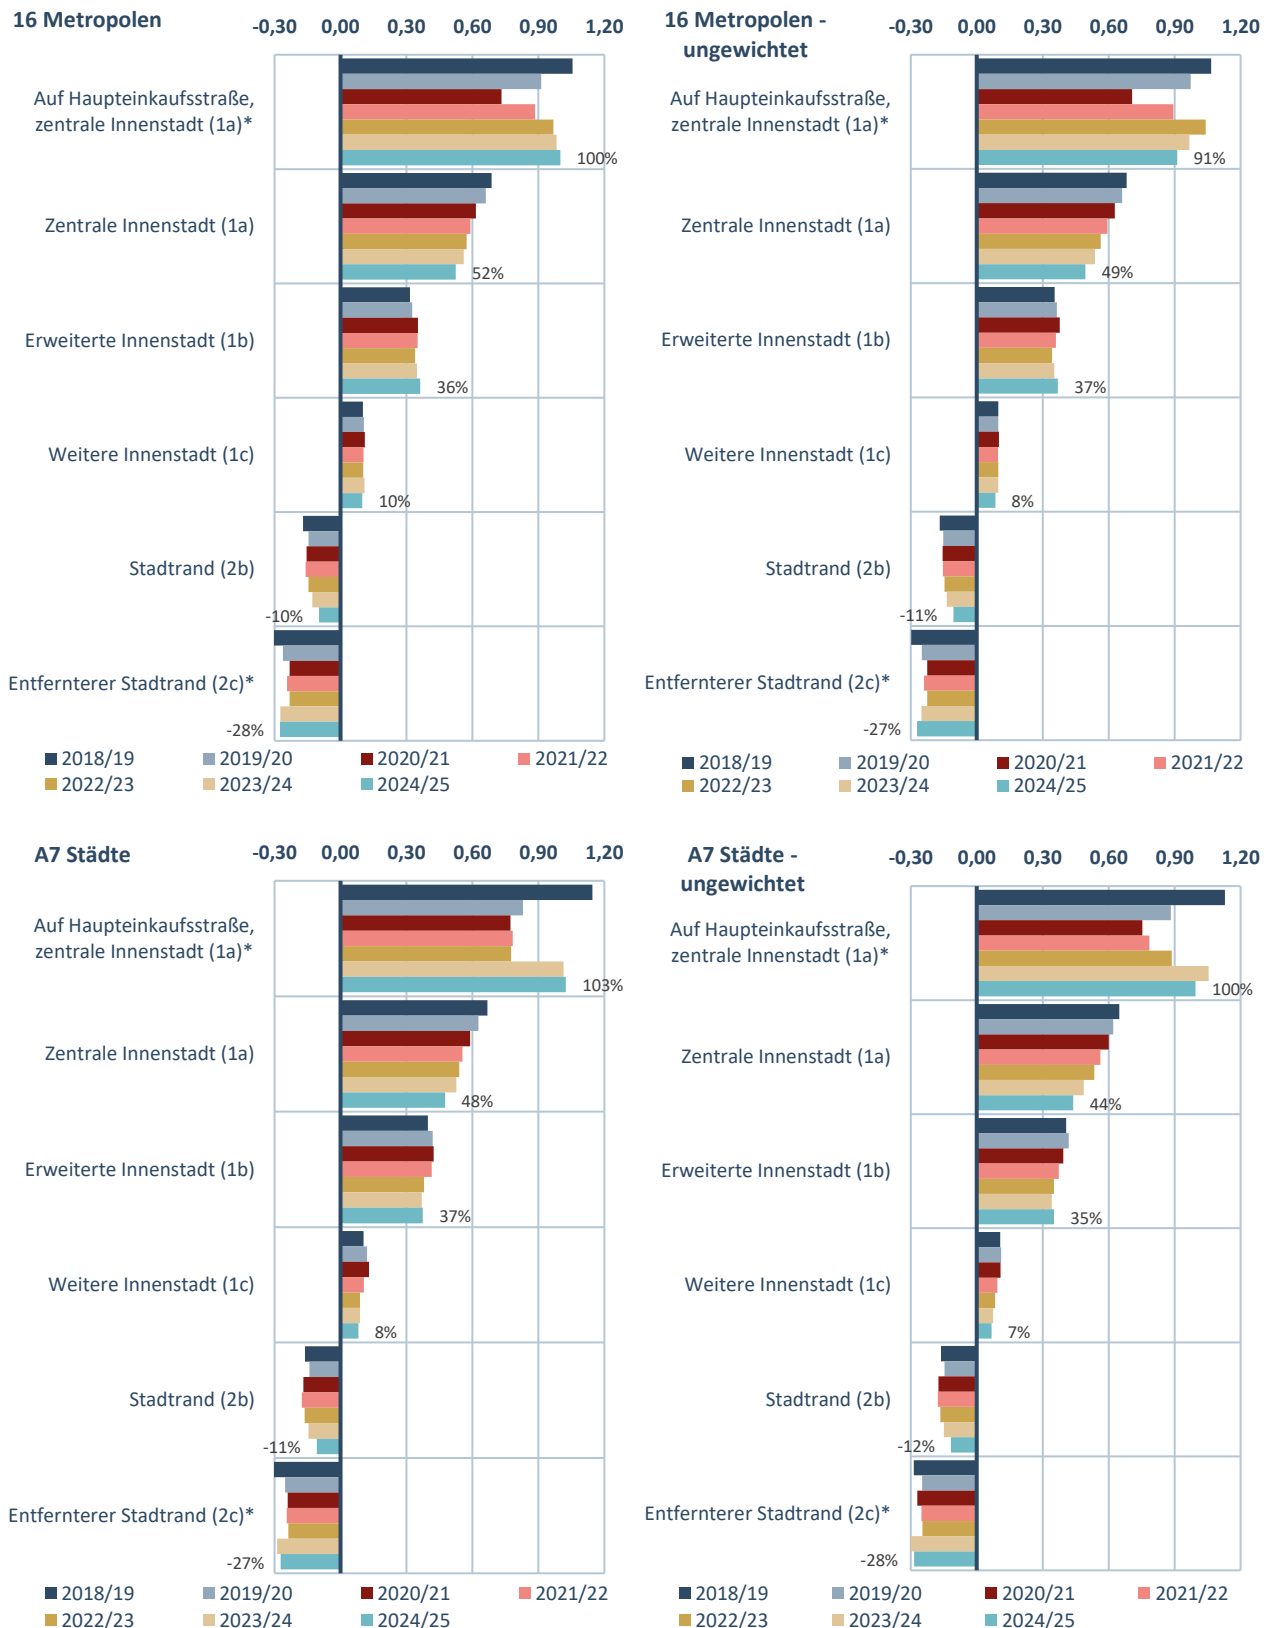 16 Metropolen
-0,30 0,00 0,30 0,60 0,90 1,20
Auf Haupteinkaufsstraße,
zentrale Innenstadt (1a)*
100%
Zentrale Innenstadt (1a)
52%
Erweiterte Innenstadt (1b)
36%
Weitere Innenstadt (1c)
10%
Stadtrand (2b)
-10%
Entfernterer Stadtrand (2c)*
-28%
2018/19 2019/20 2020/21 2021/22
2022/23 2023/24 2024/25
16 Metropolen -
ungewichtet
-0,30 0,00 0,30 0,60 0,90 1,20
Auf Haupteinkaufsstraße,
zentrale Innenstadt (1a)*
91%
Zentrale Innenstadt (1a)
49%
Erweiterte Innenstadt (1b)
37%
Weitere Innenstadt (1c)
8%
Stadtrand (2b)
-11%
Entfernterer Stadtrand (2c)*
-27%
2018/19 2019/20 2020/21 2021/22
2022/23 2023/24 2024/25
A7 Städte
-0,30 0,00 0,30 0,60 0,90 1,20
Auf Haupteinkaufsstraße,
zentrale Innenstadt (1a)*
103%
Zentrale Innenstadt (1a)
48%
Erweiterte Innenstadt (1b)
37%
Weitere Innenstadt (1c)
8%
Stadtrand (2b)
-11%
Entfernterer Stadtrand (2c)*
-27%
2018/19 2019/20 2020/21 2021/22
2022/23 2023/24 2024/25
A7 Städte -
ungewichtet
-0,30 0,00 0,30 0,60 0,90 1,20
Auf Haupteinkaufsstraße,
zentrale Innenstadt (1a)*
100%
Zentrale Innenstadt (1a)
44%
Erweiterte Innenstadt (1b)
35%
Weitere Innenstadt (1c)
7%
Stadtrand (2b)
-12%
Entfernterer Stadtrand (2c)*
-28%
2018/19 2019/20 2020/21 2021/22
2022/23 2023/24 2024/25